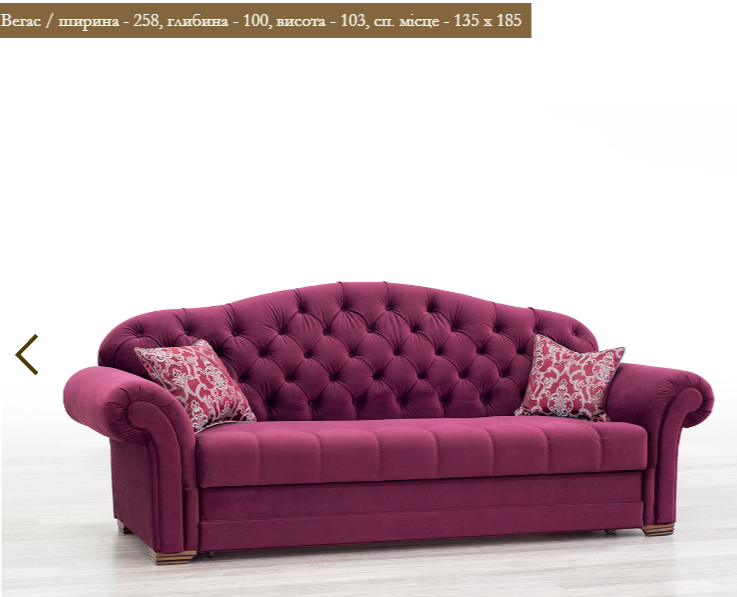 Вегас / ширина - 258, глибина - 100, висота - 103, сп. місце - 135 х 185